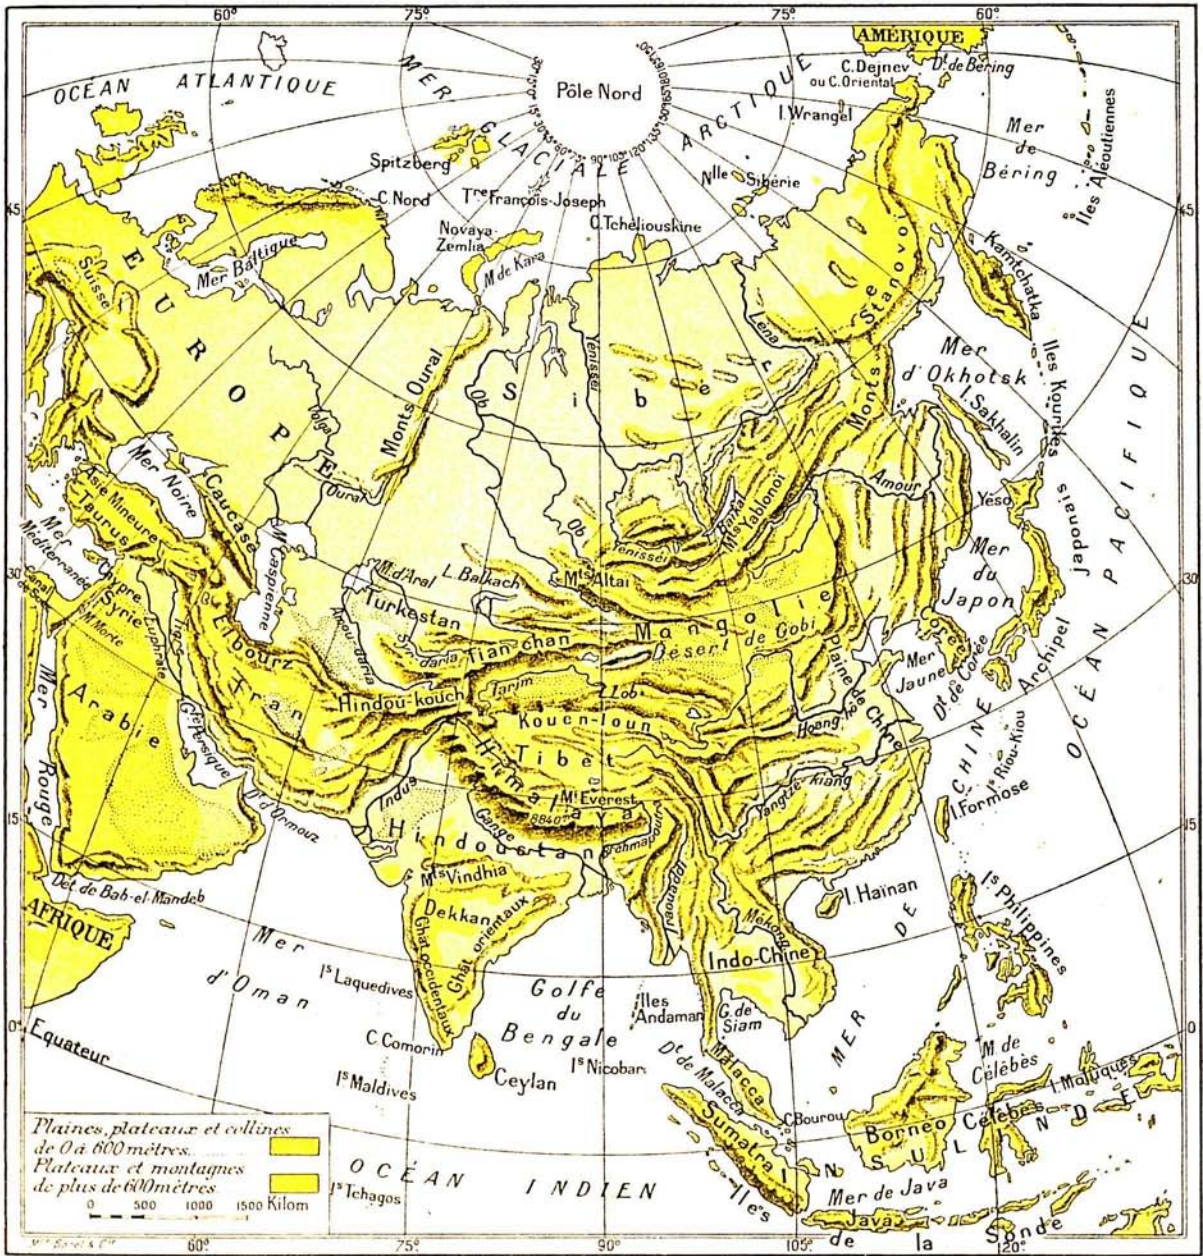 60°
75°
75°
60°
AMÉRIQUE
C. Dejnev
ou C. Oriental
Dt de Béring
OCÉAN ATLANTIQUE
MER GLACIALE ARCTIQUE
Pôle Nord
I. Wrangel
Mer
de
Béring
Iles Aléoutiennes
Spitzberg
C. Nord
Tre François-Joseph
Nlle Sibérie
Novaya-
Zemlia
C. Tchéliouskine
M. de Kara
45
45
Mer Baltique
Suisse
EUROPE
Kamtchatka
Monts Stanovoï
Léna
Iénisséi
Ob
Sibérie
Monts Oural
Volga
Oural
Mer
d'Okhotsk
I. Sakhalin
Iles Kouriles
OCÉAN PACIFIQUE
Mer Noire
Caucase
Asie Mineure
Taurus
Mer
Méditerranée
Chypre
Syrie
M. Morte
Canal
M. Caspienne
Baïkal
Mts Yablonoï
Amour
Yéso
Archipel Japonais
Mer
du
Japon
30
30
M. d'Aral
L. Balkach
Mts Altaï
Ob
Iénisséi
Turkestan
Amou-daria
Syr-daria
Tian-chan
Mongolie
Désert de Gobi
Corée
Mer
Jaune
Dt de Corée
Plaine de Chine
Elbourz
Iran
Tigre
Euphrate
Gfe Persique
Hindou-kouch
Tarim
L. Lob
Kouen-loun
Hoang-ho
Arabie
Mer Rouge
Tibet
Himalaya
Mt Everest
8840m
Yangtze-kiang
Is Riou-Kiou
I. Formose
Dt d'Ormouz
Indus
Gange
Brahmapour
Hindoustan
15
15
Mts Vindhia
Dekkan
Ghât occidentaux
Ghât orientaux
Iraouaddi
Mékong
I. Haïnan
Is Philippines
Dét. de Bab-el-Mandeb
AFRIQUE
Mer
d'Oman
Is Laquedives
Golfe
du
Bengale
Indo-Chine
Iles
Andaman
G. de
Siam
MER DE CHINE
0°
0
Equateur
C. Comorin
Ceylan
Is Nicobar
Is Maldives
Malacca
Dt de Malacca
C. Bourou
M. de
Célèbès
I. Moluques
Bornéo
Célèbès
Sumatra
INSULINDE
Mer de Java
Java
Iles de la Sonde
OCÉAN INDIEN
Is Tchagos
Plaines, plateaux et collines
de 0 à 600 mètres
Plateaux et montagnes
de plus de 600 mètres
0 500 1000 1500 Kilom
60°
75°
90°
105°
120°